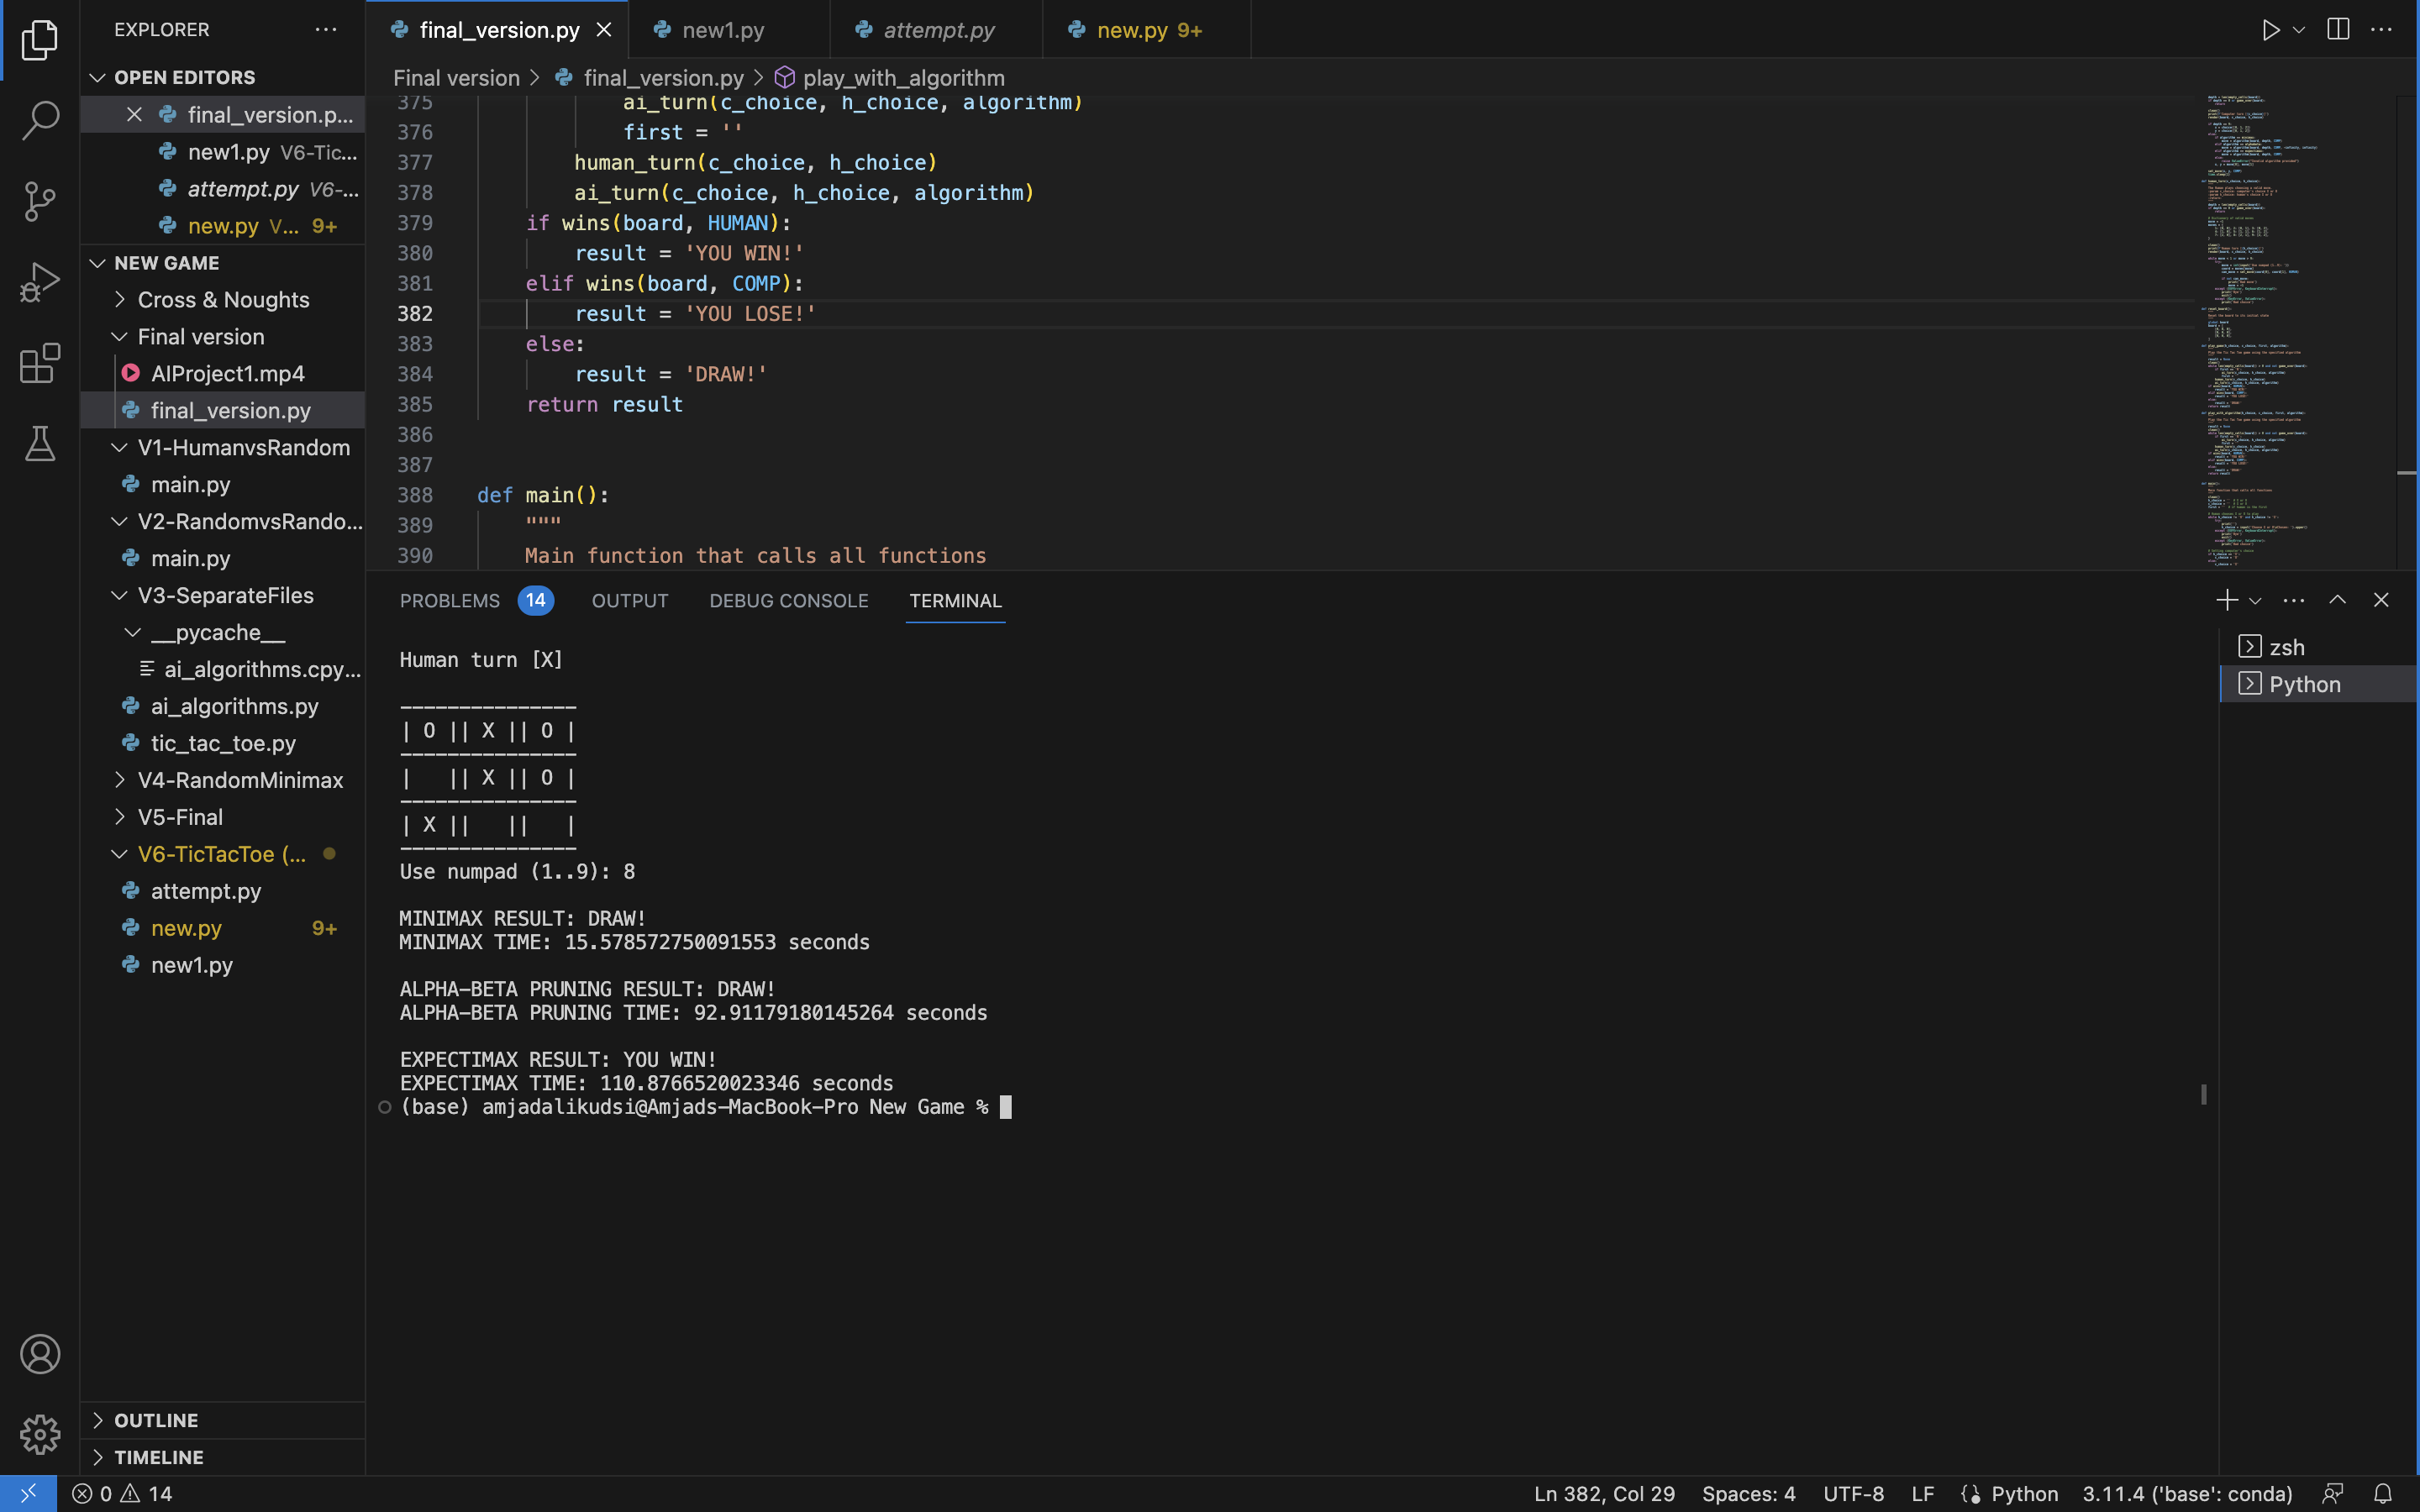 EXPLORER
OPEN EDITORS
final_version.p...
new1.py V6-Tic...
attempt.py V6-...
new.py V... 9+
NEW GAME
Cross & Noughts
Final version
AIProject1.mp4
final_version.py
V1-HumanvsRandom
main.py
V2-RandomvsRando...
main.py
V3-SeparateFiles
__pycache__
ai_algorithms.cpy...
ai_algorithms.py
tic_tac_toe.py
V4-RandomMinimax
V5-Final
V6-TicTacToe (...
attempt.py
new.py 9+
new1.py
OUTLINE
TIMELINE
final_version.py new1.py attempt.py new.py 9+
Final version > final_version.py > play_with_algorithm
375 ai_turn(c_choice, h_choice, algorithm)
376 first = ''
377 human_turn(c_choice, h_choice)
378 ai_turn(c_choice, h_choice, algorithm)
379 if wins(board, HUMAN):
380 result = 'YOU WIN!'
381 elif wins(board, COMP):
382 result = 'YOU LOSE!'
383 else:
384 result = 'DRAW!'
385 return result
386
387
388 def main():
389 """
390 Main function that calls all functions
PROBLEMS 14 OUTPUT DEBUG CONSOLE TERMINAL
zsh
Python
Human turn [X]
---------------
| O || X || O |
---------------
|   || X || O |
---------------
| X ||   ||   |
---------------
Use numpad (1..9): 8
MINIMAX RESULT: DRAW!
MINIMAX TIME: 15.578572750091553 seconds
ALPHA-BETA PRUNING RESULT: DRAW!
ALPHA-BETA PRUNING TIME: 92.91179180145264 seconds
EXPECTIMAX RESULT: YOU WIN!
EXPECTIMAX TIME: 110.8766520023346 seconds
(base) amjadalikudsi@Amjads-MacBook-Pro New Game %
0 14 Ln 382, Col 29 Spaces: 4 UTF-8 LF Python 3.11.4 ('base': conda)